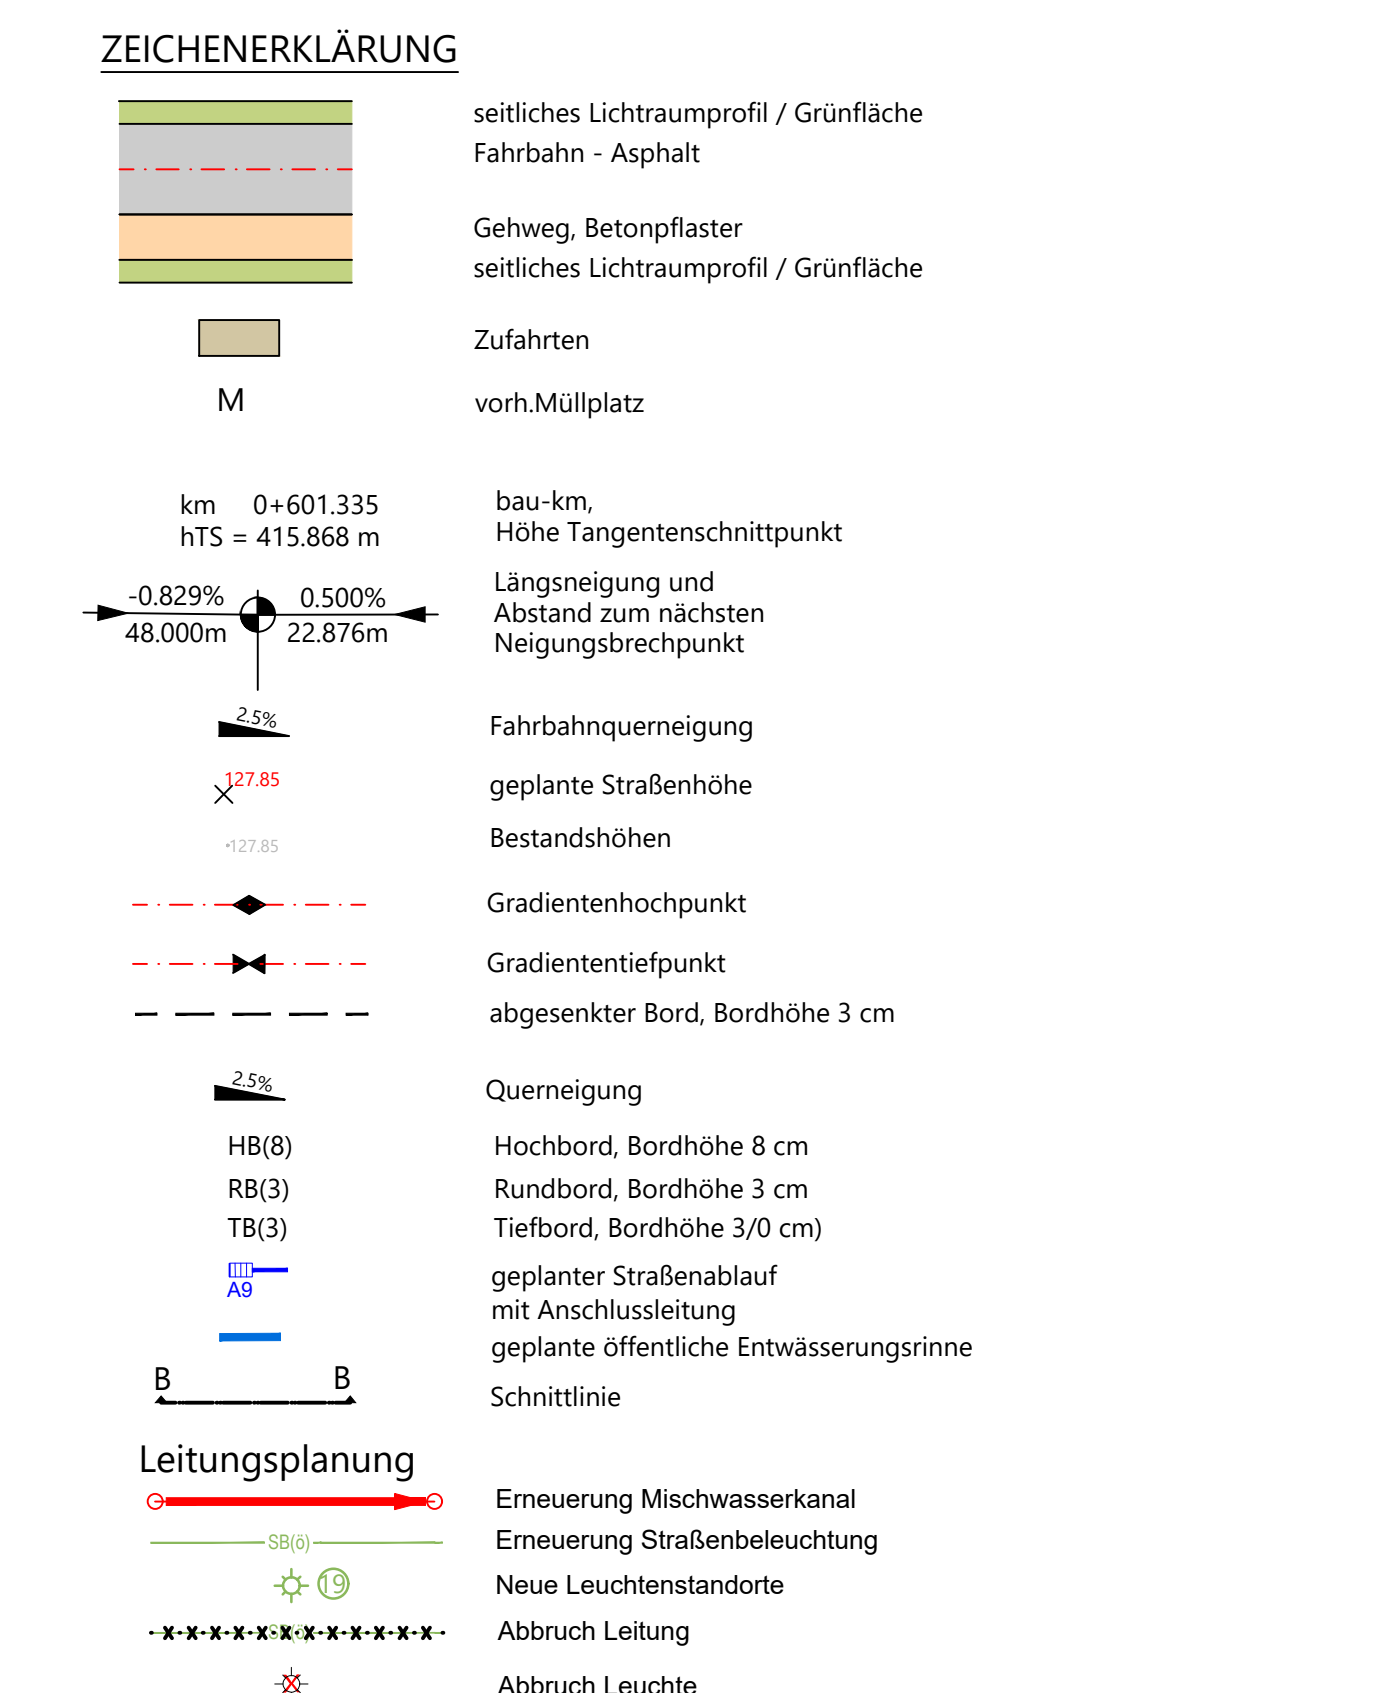 ZEICHENERKLÄRUNG
seitliches Lichtraumprofil / Grünfläche
Fahrbahn - Asphalt
Gehweg, Betonpflaster
seitliches Lichtraumprofil / Grünfläche
Zufahrten
M vorh.Müllplatz
km 0+601.335 bau-km,
hTS = 415.868 m Höhe Tangentenschnittpunkt
Längsneigung und
-0.829% 0.500% Abstand zum nächsten
48.000m 22.876m Neigungsbrechpunkt
2.5% Fahrbahnquerneigung
127.85 geplante Straßenhöhe
127.85 Bestandshöhen
Gradientenhochpunkt
Gradiententiefpunkt
abgesenkter Bord, Bordhöhe 3 cm
2.5% Querneigung
HB(8) Hochbord, Bordhöhe 8 cm
RB(3) Rundbord, Bordhöhe 3 cm
TB(3) Tiefbord, Bordhöhe 3/0 cm)
geplanter Straßenablauf
A9 mit Anschlussleitung
geplante öffentliche Entwässerungsrinne
B B Schnittlinie
Leitungsplanung
Erneuerung Mischwasserkanal
SB(ö) Erneuerung Straßenbeleuchtung
19 Neue Leuchtenstandorte
SB(ö) Abbruch Leitung
Abbruch Leuchte